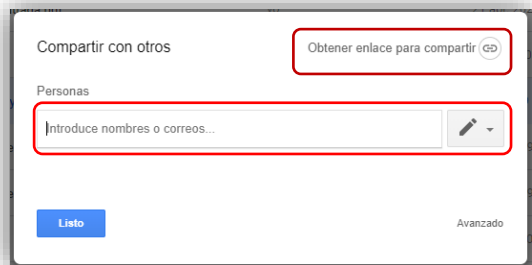 Compartir con otros
Obtener enlace para compartir
Personas
Introduce nombres o correos...
Listo
Avanzado